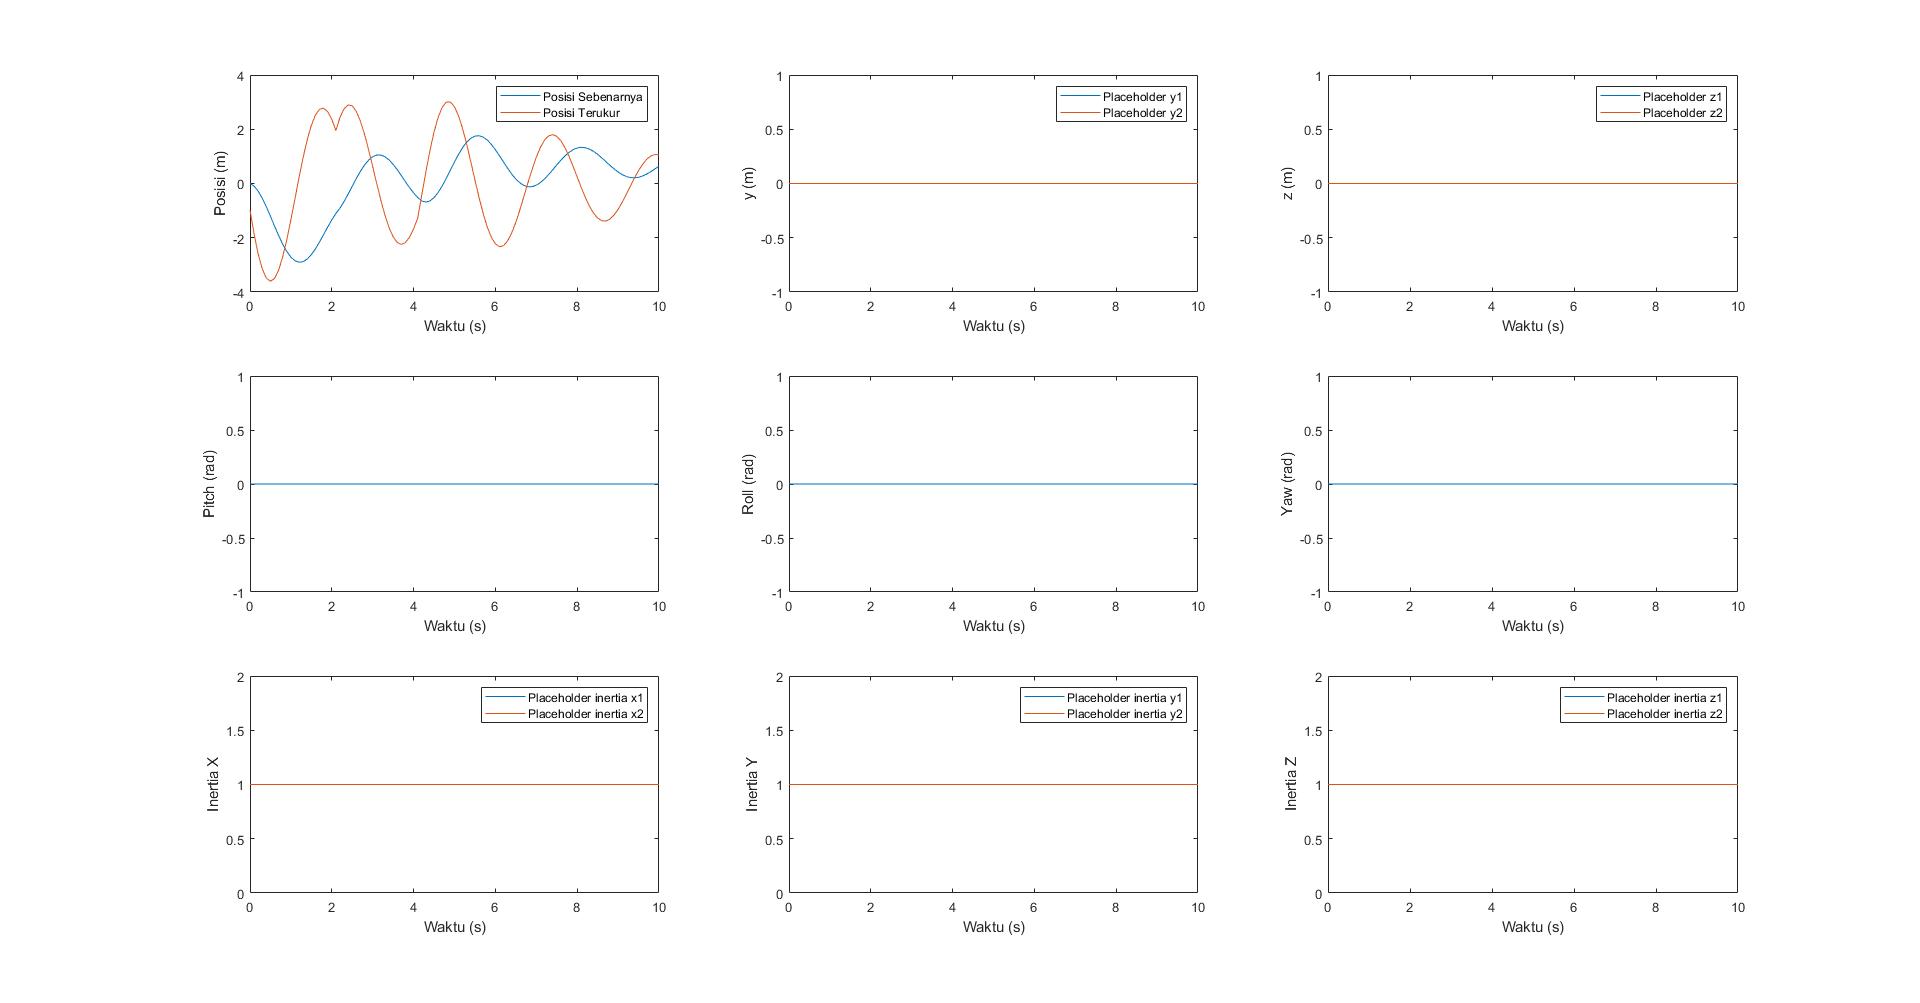 4
2
0
-2
-4
Posisi (m)
Posisi Sebenarnya
Posisi Terukur
0 2 4 6 8 10
Waktu (s)
1
0.5
0
-0.5
-1
y (m)
Placeholder y1
Placeholder y2
0 2 4 6 8 10
Waktu (s)
1
0.5
0
-0.5
-1
z (m)
Placeholder z1
Placeholder z2
0 2 4 6 8 10
Waktu (s)
1
0.5
0
-0.5
-1
Pitch (rad)
0 2 4 6 8 10
Waktu (s)
1
0.5
0
-0.5
-1
Roll (rad)
0 2 4 6 8 10
Waktu (s)
1
0.5
0
-0.5
-1
Yaw (rad)
0 2 4 6 8 10
Waktu (s)
2
1.5
1
0.5
0
Inertia X
Placeholder inertia x1
Placeholder inertia x2
0 2 4 6 8 10
Waktu (s)
2
1.5
1
0.5
0
Inertia Y
Placeholder inertia y1
Placeholder inertia y2
0 2 4 6 8 10
Waktu (s)
2
1.5
1
0.5
0
Inertia Z
Placeholder inertia z1
Placeholder inertia z2
0 2 4 6 8 10
Waktu (s)